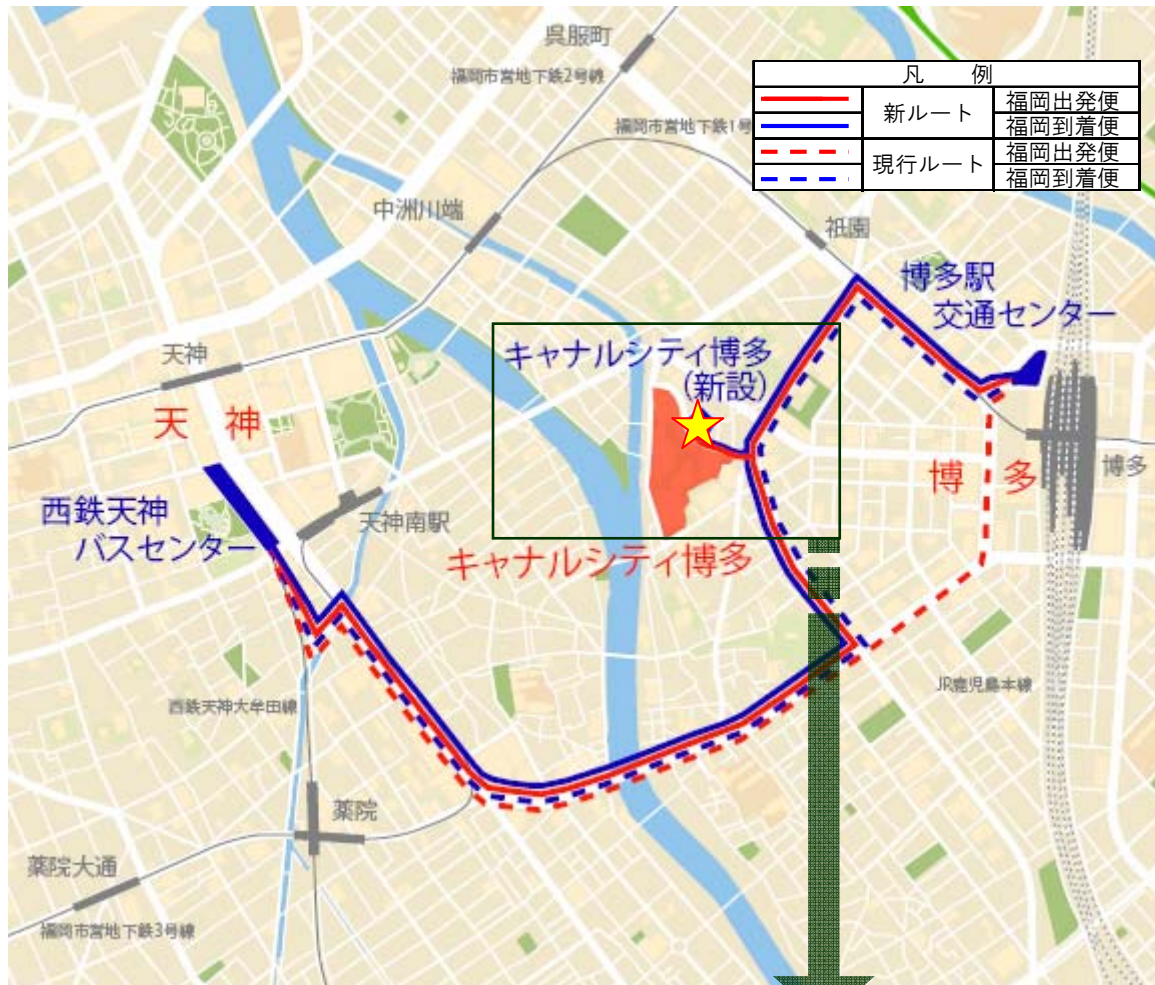 呉服町
福岡市営地下鉄2号線
凡 例
新ルート
福岡出発便
福岡到着便
現行ルート
福岡出発便
福岡到着便
福岡市営地下鉄1号
中洲川端
祇園
博多駅
交通センター
天神
キャナルシティ博多
(新設)
天 神
博 多
博多
西鉄天神
バスセンター
天神南駅
キャナルシティ博多
JR鹿児島本線
西鉄天神大牟田線
薬院
薬院大通
福岡市営地下鉄3号線